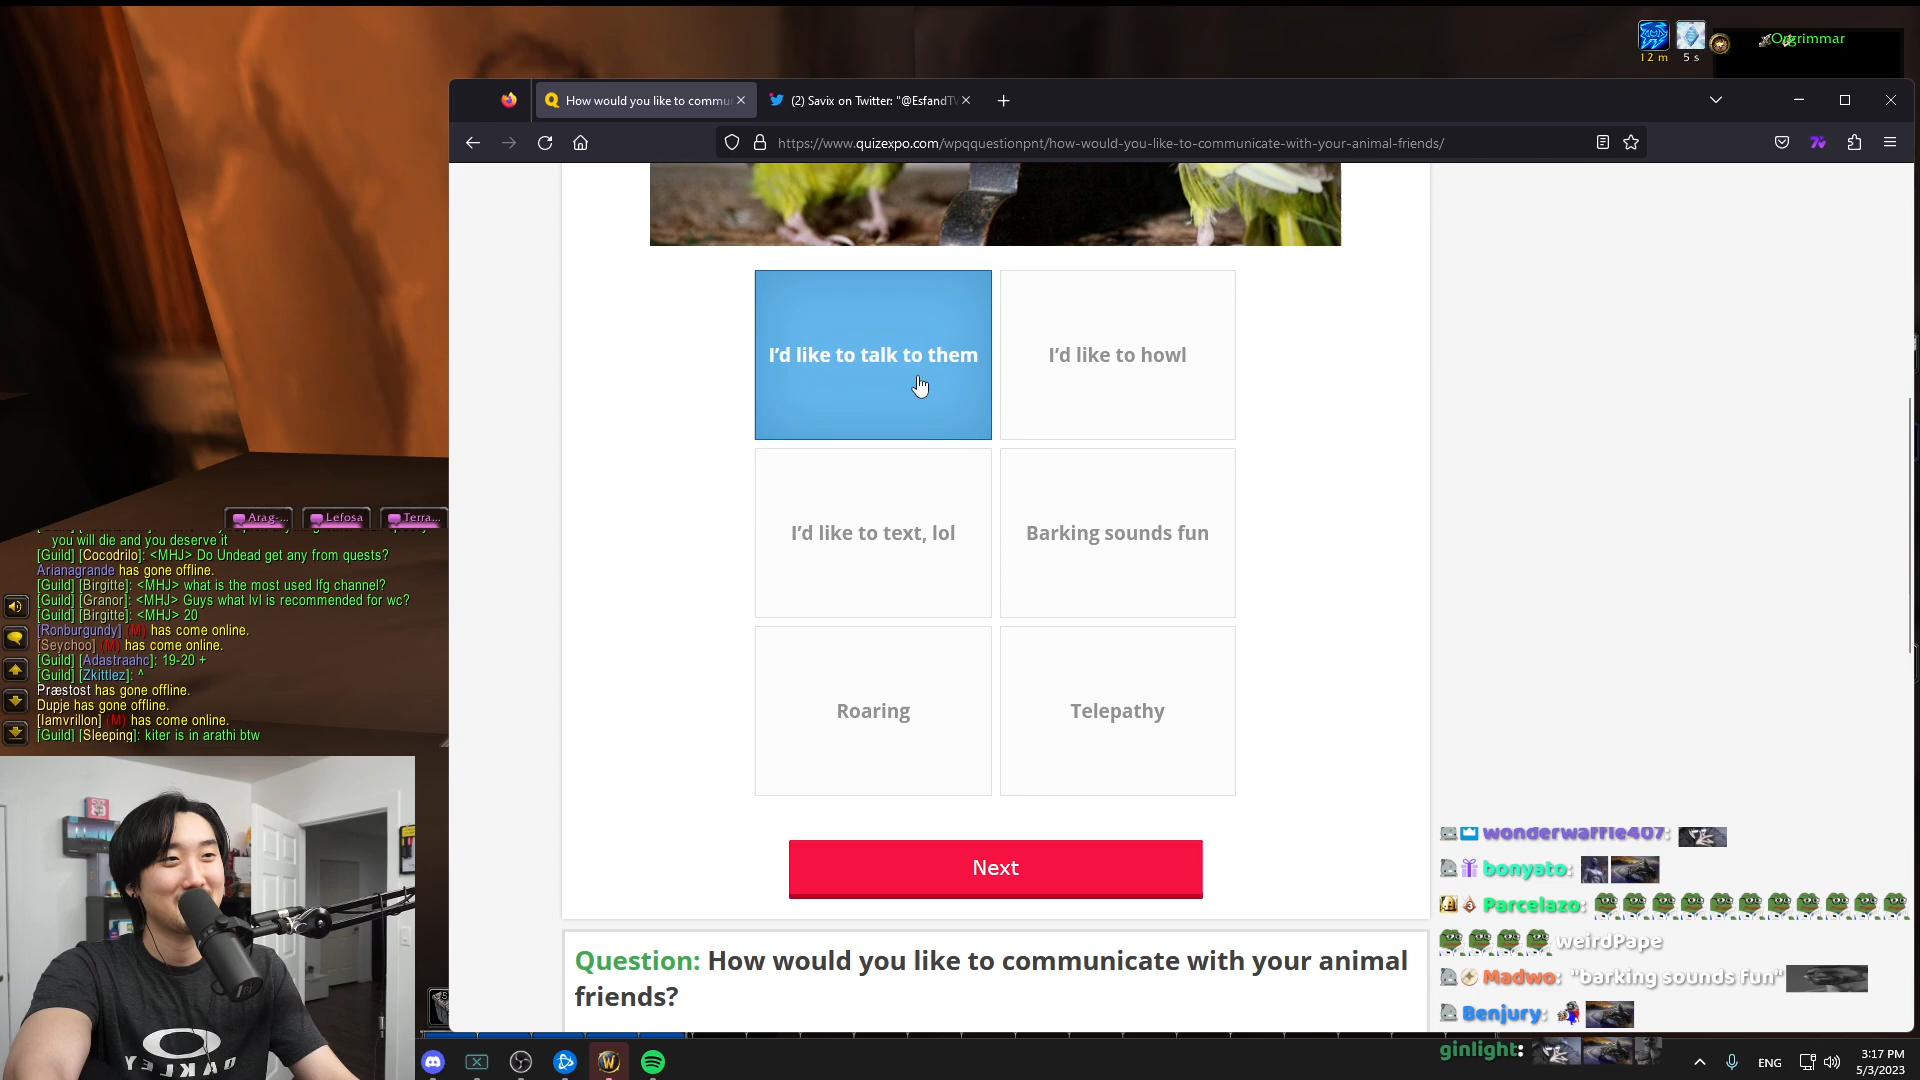 12 m
5 s
Orgrimmar
How would you like to commu
(2) Savix on Twitter: "@EsfandTV
https://www.quizexpo.com/wpqquestionpnt/how-would-you-like-to-communicate-with-your-animal-friends/
I'd like to talk to them
I'd like to howl
I'd like to text, lol
Barking sounds fun
Roaring
Telepathy
Next
Question: How would you like to communicate with your animal
friends?
Arag-...
Lefosa
Terra...
you will die and you deserve it
[Guild] [Cocodrilo]: <MHJ> Do Undead get any from quests?
Arianagrande has gone offline.
[Guild] [Birgitte]: <MHJ> what is the most used lfg channel?
[Guild] [Granor]: <MHJ> Guys what lvl is recommended for wc?
[Guild] [Birgitte]: <MHJ> 20
[Ronburgundy] (M) has come online.
[Seychoo] (M) has come online.
[Guild] [Adastraahc]: 19-20 +
[Guild] [Zkittlez]: ^
Præstost has gone offline.
Dupje has gone offline.
[Iamvrillon] (M) has come online.
[Guild] [Sleeping]: kiter is in arathi btw
wonderwaffle407:
bonyato:
Parcelazo:
weirdPape
Madwo: "barking sounds fun"
Benjury:
ginlight:
OAKLEY
ENG
3:17 PM
5/3/2023